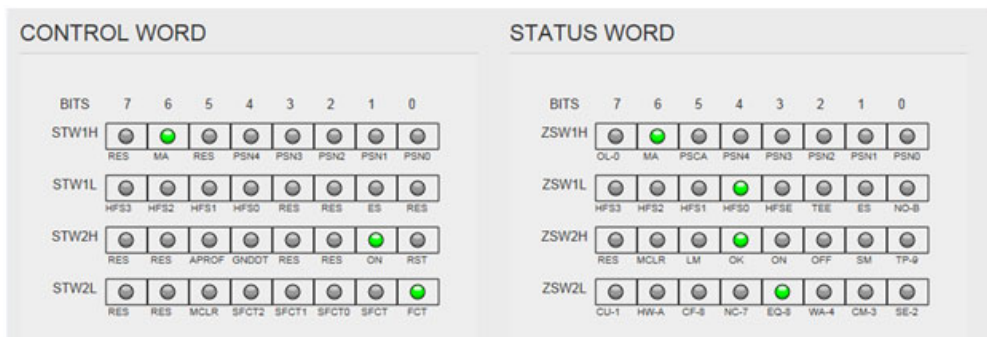 CONTROL WORD
BITS 7 6 5 4 3 2 1 0
STW1H
RES MA RES PSN4 PSN3 PSN2 PSN1 PSN0
STW1L
HFS3 HFS2 HFS1 HFS0 RES RES ES RES
STW2H
RES RES APROF GNDDT RES RES ON RST
STW2L
RES RES MCLR SFCT2 SFCT1 SFCT0 SFCT FCT
STATUS WORD
BITS 7 6 5 4 3 2 1 0
ZSW1H
OL-0 MA PSCA PSN4 PSN3 PSN2 PSN1 PSN0
ZSW1L
HFS3 HFS2 HFS1 HFS0 HFSE TEE ES NO-B
ZSW2H
RES MCLR LM OK ON OFF SM TP-9
ZSW2L
CU-1 HW-A CF-8 NC-7 EQ-8 WA-4 CM-3 SE-2